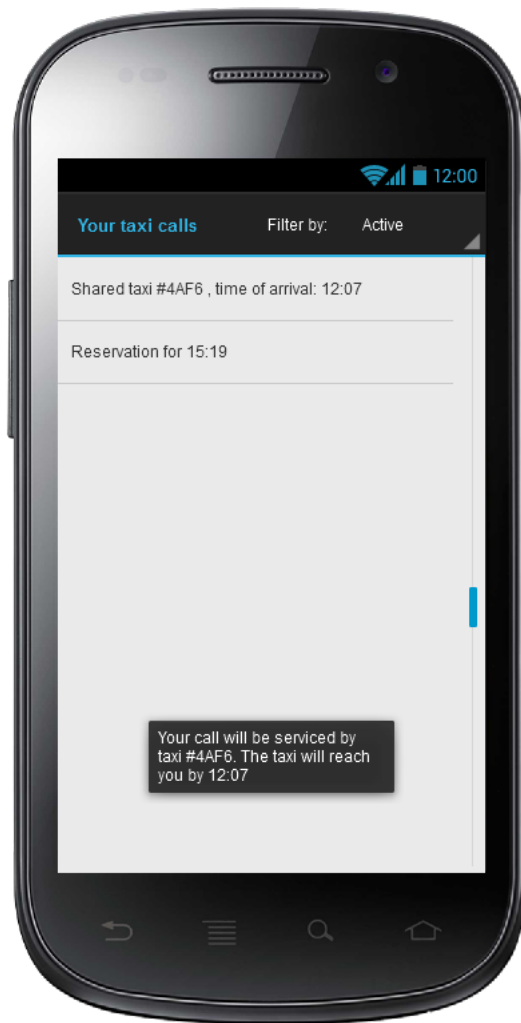 12:00
Your taxi calls Filter by: Active
Shared taxi #4AF6 , time of arrival: 12:07
Reservation for 15:19
Your call will be serviced by
taxi #4AF6. The taxi will reach
you by 12:07